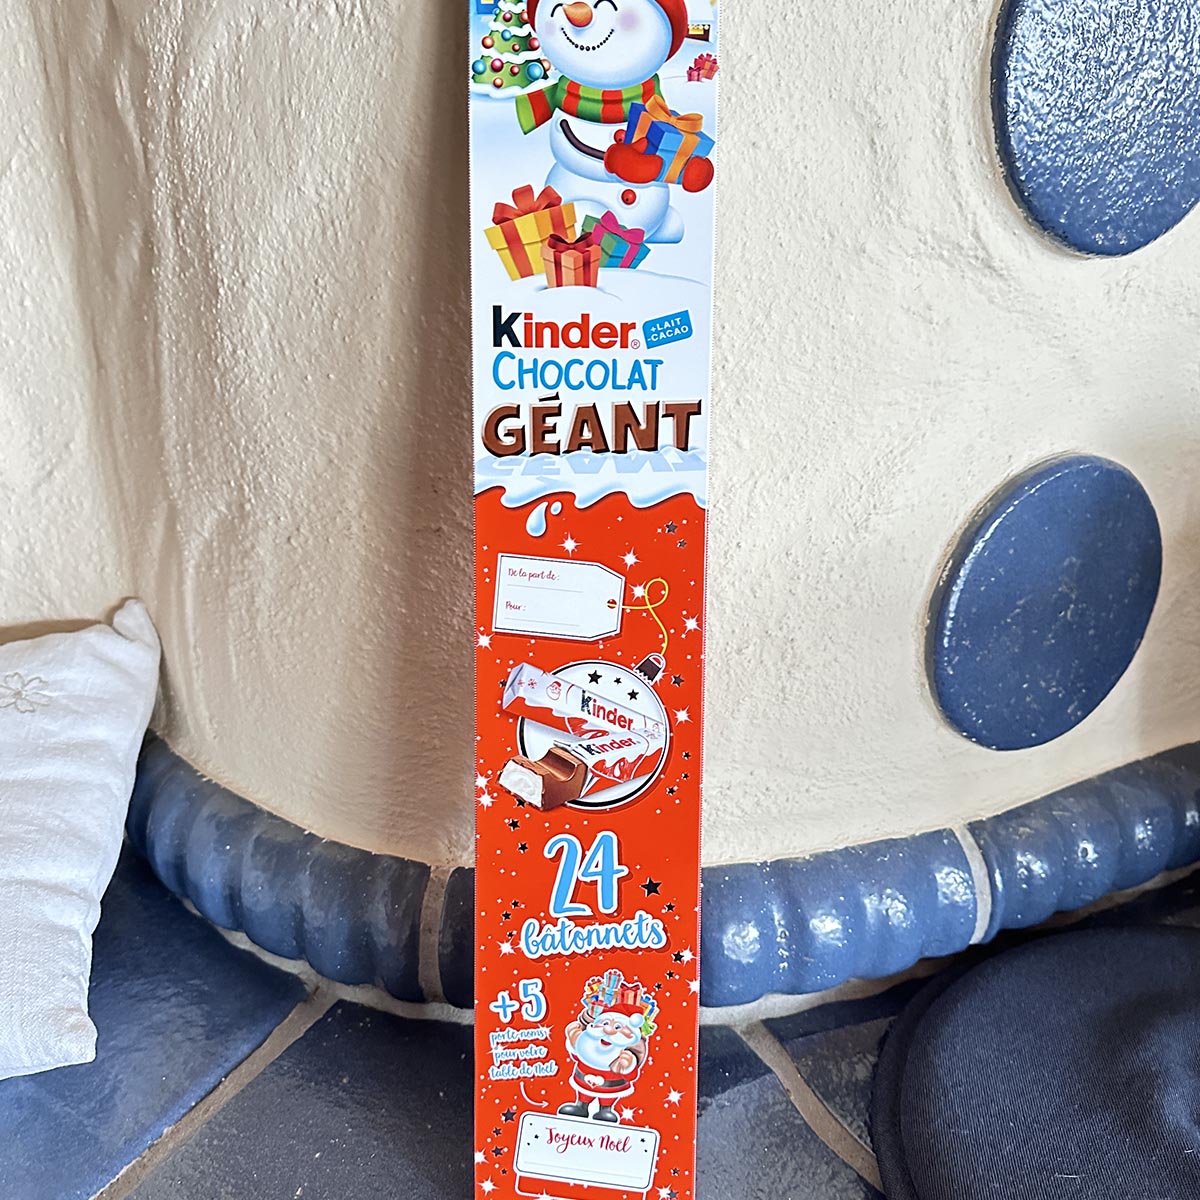 Kinder®
+LAIT
-CACAO
CHOCOLAT
GÉANT
De la part de :
Pour :
Kinder
Kinder
24
bâtonnets
+5
porte-noms
pour votre
table de Noël
Joyeux Noël